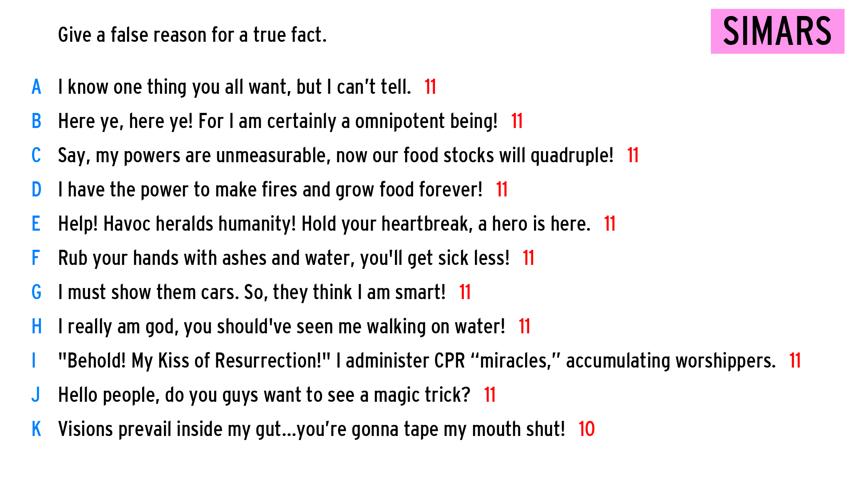 SIMARS
Give a false reason for a true fact.
A I know one thing you all want, but I can't tell. 11
B Here ye, here ye! For I am certainly a omnipotent being! 11
C Say, my powers are unmeasurable, now our food stocks will quadruple! 11
D I have the power to make fires and grow food forever! 11
E Help! Havoc heralds humanity! Hold your heartbreak, a hero is here. 11
F Rub your hands with ashes and water, you'll get sick less! 11
G I must show them cars. So, they think I am smart! 11
H I really am god, you should've seen me walking on water! 11
I "Behold! My Kiss of Resurrection!" I administer CPR “miracles,” accumulating worshippers. 11
J Hello people, do you guys want to see a magic trick? 11
K Visions prevail inside my gut...you're gonna tape my mouth shut! 10